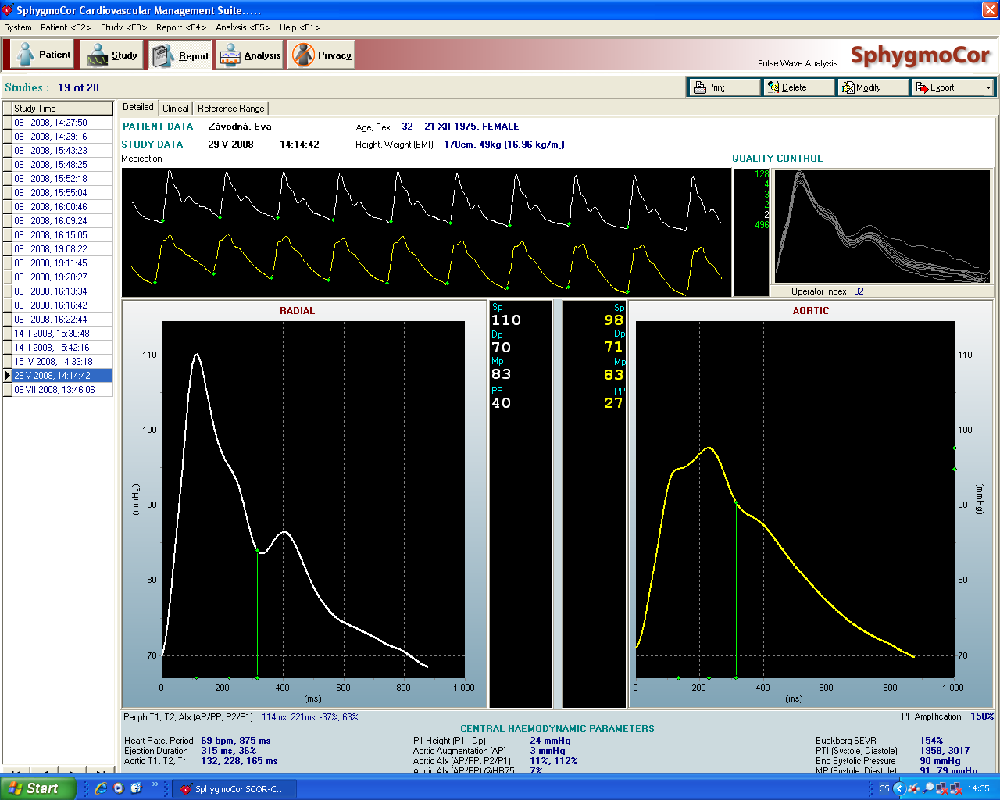 SphygmoCor Cardiovascular Management Suite.....
System Patient <F2> Study <F3> Report <F4> Analysis <F5> Help <F1>
Patient Study Report Analysis Privacy
Pulse Wave Analysis SphygmoCor
Studies : 19 of 20
Print Delete Modify Export
Study Time
08 I 2008, 14:27:50
08 I 2008, 14:29:16
08 I 2008, 15:43:23
08 I 2008, 15:48:25
08 I 2008, 15:52:18
08 I 2008, 15:55:04
08 I 2008, 16:00:46
08 I 2008, 16:09:24
08 I 2008, 16:15:05
08 I 2008, 19:08:22
08 I 2008, 19:11:45
08 I 2008, 19:20:27
09 I 2008, 16:13:34
09 I 2008, 16:16:42
09 I 2008, 16:22:44
14 II 2008, 15:30:48
14 II 2008, 15:42:16
15 IV 2008, 14:33:18
29 V 2008, 14:14:42
09 VII 2008, 13:46:06
Detailed Clinical Reference Range
PATIENT DATA Závodná, Eva Age, Sex 32 21 XII 1975, FEMALE
STUDY DATA 29 V 2008 14:14:42 Height, Weight (BMI) 170cm, 49kg (16.96 kg/m.)
Medication
QUALITY CONTROL
128
4
3
2
2
496
Operator Index 92
RADIAL
110
100
90
80
70
(mmHg)
0 200 400 600 800 1 000
(ms)
Sp
110
Dp
70
Mp
83
PP
40
Sp
98
Dp
71
Mp
83
PP
27
AORTIC
110
100
90
80
70
(mmHg)
0 200 400 600 800 1 000
(ms)
Periph T1, T2, AIx (AP/PP, P2/P1) 114ms, 221ms, -37%, 63%
PP Amplification 150%
CENTRAL HAEMODYNAMIC PARAMETERS
Heart Rate, Period 69 bpm, 875 ms
Ejection Duration 315 ms, 36%
Aortic T1, T2, Tr 132, 228, 165 ms
P1 Height (P1 - Dp) 24 mmHg
Aortic Augmentation (AP) 3 mmHg
Aortic AIx (AP/PP, P2/P1) 11%, 112%
Aortic AIx (AP/PP) @HR75 7%
Buckberg SEVR 154%
PTI (Systole, Diastole) 1958, 3017
End Systolic Pressure 90 mmHg
MP (Systole, Diastole) 91, 79 mmHg
Start SphygmoCor SCOR-C... CS 14:35